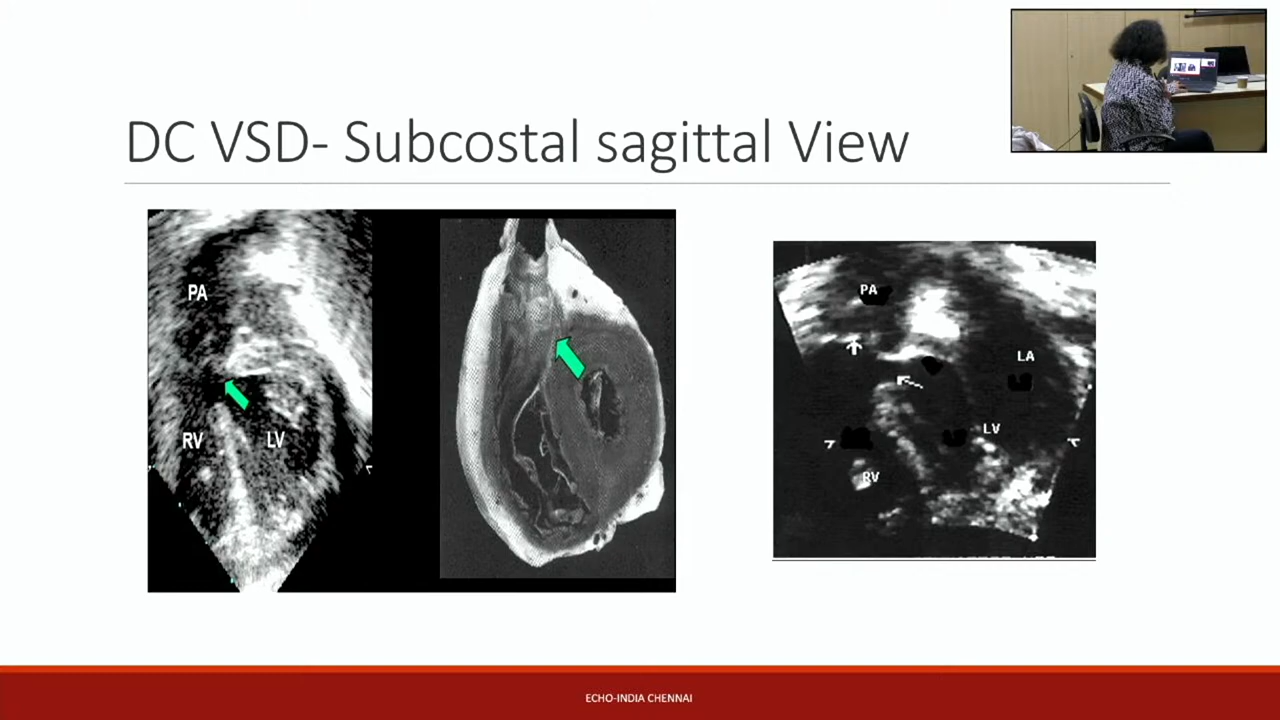 DC VSD- Subcostal sagittal View
PA
RV
LV
PA
LA
LV
RV
ECHO-INDIA CHENNAI